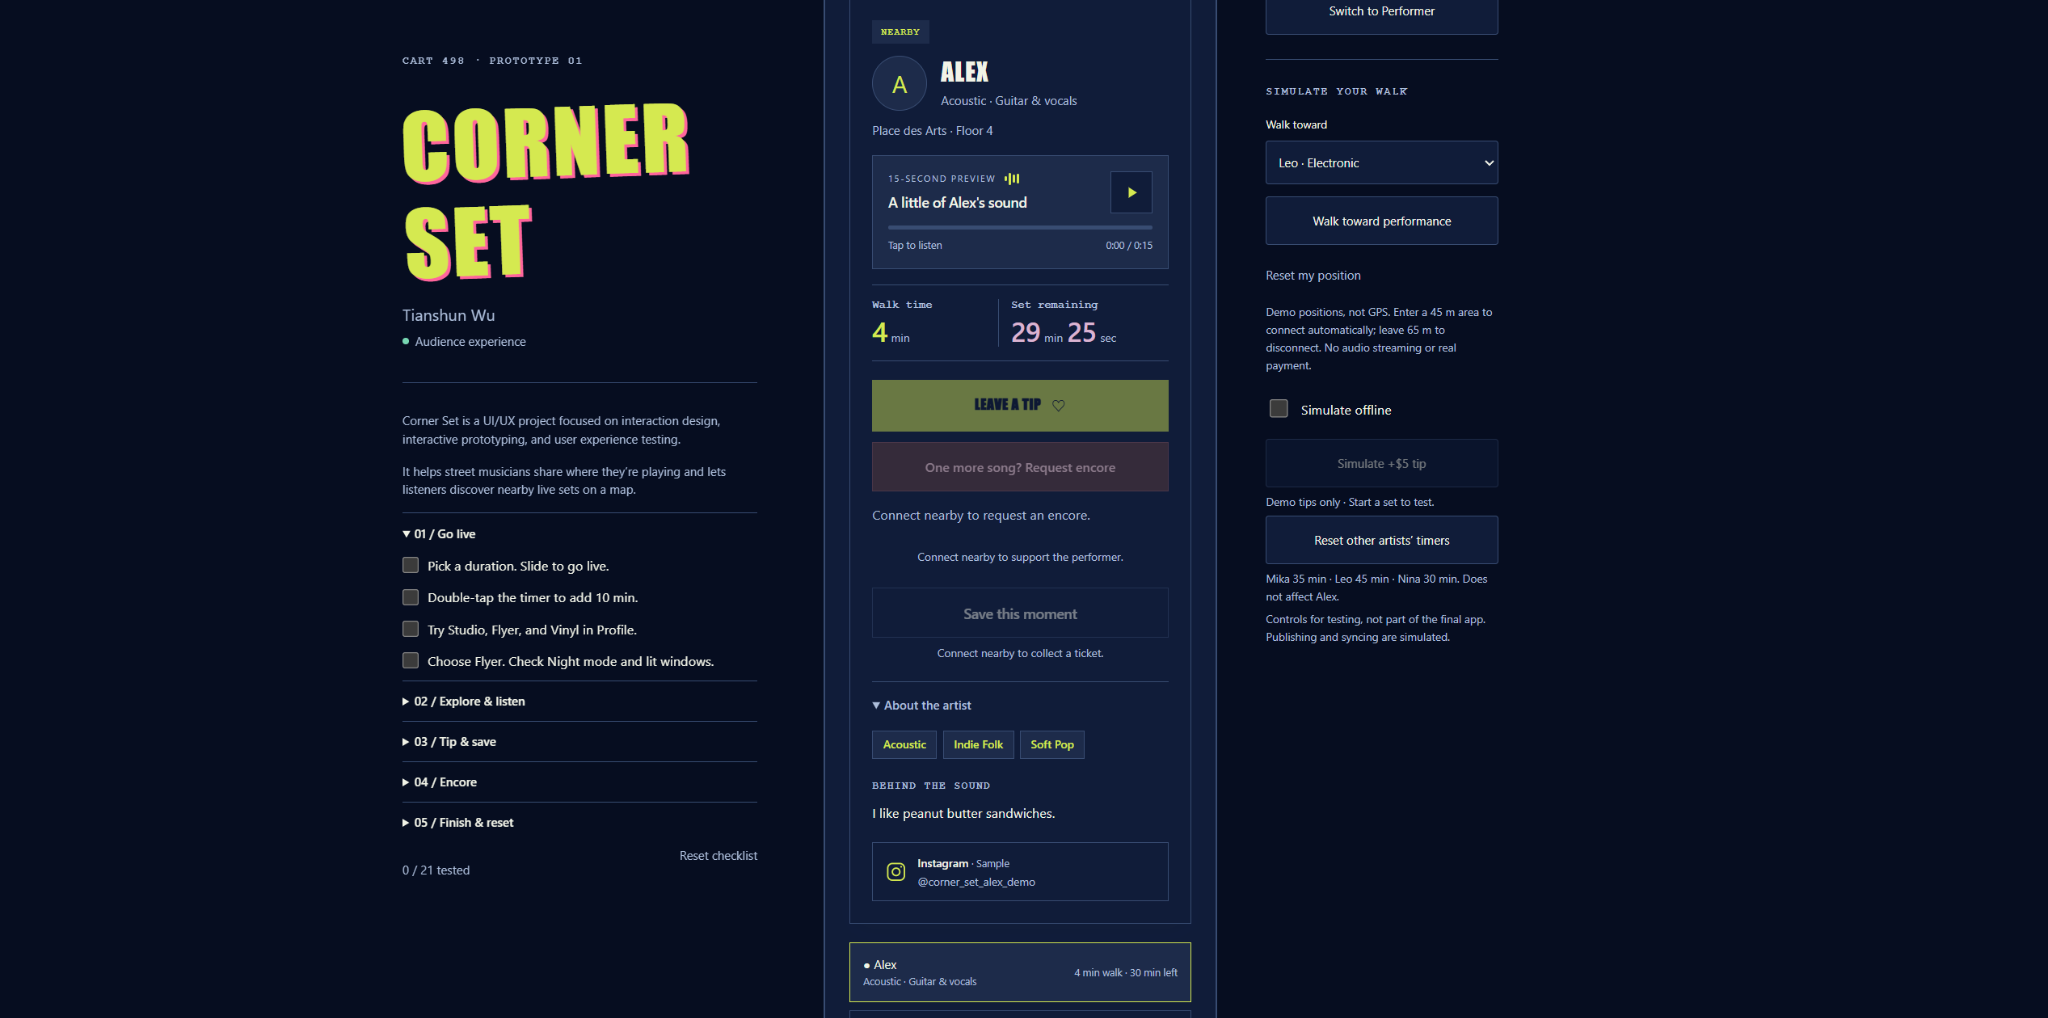 CART 498 · PROTOTYPE 01
CORNER
SET
Tianshun Wu
Audience experience
Corner Set is a UI/UX project focused on interaction design,
interactive prototyping, and user experience testing.
It helps street musicians share where they're playing and lets
listeners discover nearby live sets on a map.
01 / Go live
Pick a duration. Slide to go live.
Double-tap the timer to add 10 min.
Try Studio, Flyer, and Vinyl in Profile.
Choose Flyer. Check Night mode and lit windows.
02 / Explore & listen
03 / Tip & save
04 / Encore
05 / Finish & reset
Reset checklist
0 / 21 tested
NEARBY
A
ALEX
Acoustic · Guitar & vocals
Place des Arts · Floor 4
15-SECOND PREVIEW
A little of Alex's sound
Tap to listen 0:00 / 0:15
Walk time
4 min
Set remaining
29 min 25 sec
LEAVE A TIP ♡
One more song? Request encore
Connect nearby to request an encore.
Connect nearby to support the performer.
Save this moment
Connect nearby to collect a ticket.
About the artist
Acoustic Indie Folk Soft Pop
BEHIND THE SOUND
I like peanut butter sandwiches.
Instagram · Sample
@corner_set_alex_demo
Alex
Acoustic · Guitar & vocals
4 min walk · 30 min left
Switch to Performer
SIMULATE YOUR WALK
Walk toward
Leo · Electronic
Walk toward performance
Reset my position
Demo positions, not GPS. Enter a 45 m area to
connect automatically; leave 65 m to
disconnect. No audio streaming or real
payment.
Simulate offline
Simulate +$5 tip
Demo tips only · Start a set to test.
Reset other artists' timers
Mika 35 min · Leo 45 min · Nina 30 min. Does
not affect Alex.
Controls for testing, not part of the final app.
Publishing and syncing are simulated.